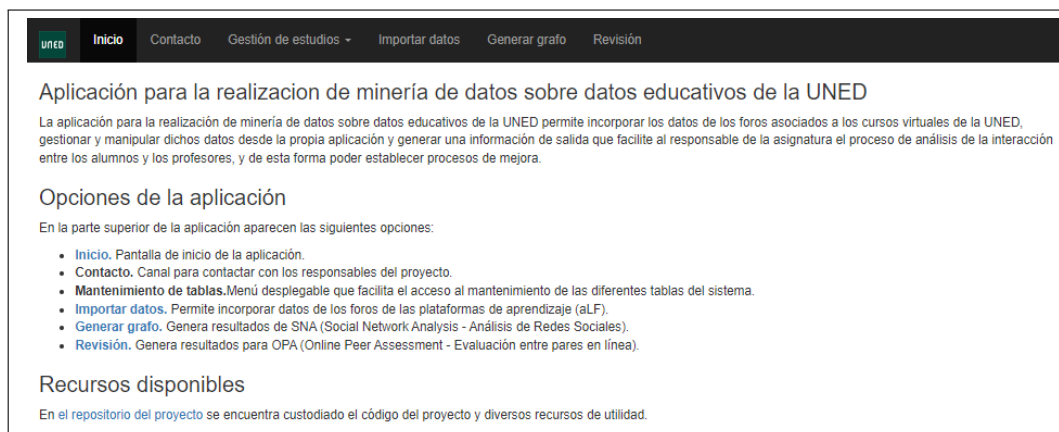 UNED Inicio Contacto Gestión de estudios Importar datos Generar grafo Revisión
Aplicación para la realizacion de minería de datos sobre datos educativos de la UNED
La aplicación para la realización de minería de datos sobre datos educativos de la UNED permite incorporar los datos de los foros asociados a los cursos virtuales de la UNED,
gestionar y manipular dichos datos desde la propia aplicación y generar una información de salida que facilite al responsable de la asignatura el proceso de análisis de la interacción
entre los alumnos y los profesores, y de esta forma poder establecer procesos de mejora.
Opciones de la aplicación
En la parte superior de la aplicación aparecen las siguientes opciones:
• Inicio. Pantalla de inicio de la aplicación.
• Contacto. Canal para contactar con los responsables del proyecto.
• Mantenimiento de tablas.Menú desplegable que facilita el acceso al mantenimiento de las diferentes tablas del sistema.
• Importar datos. Permite incorporar datos de los foros de las plataformas de aprendizaje (aLF).
• Generar grafo. Genera resultados de SNA (Social Network Analysis - Análisis de Redes Sociales).
• Revisión. Genera resultados para OPA (Online Peer Assessment - Evaluación entre pares en línea).
Recursos disponibles
En el repositorio del proyecto se encuentra custodiado el código del proyecto y diversos recursos de utilidad.